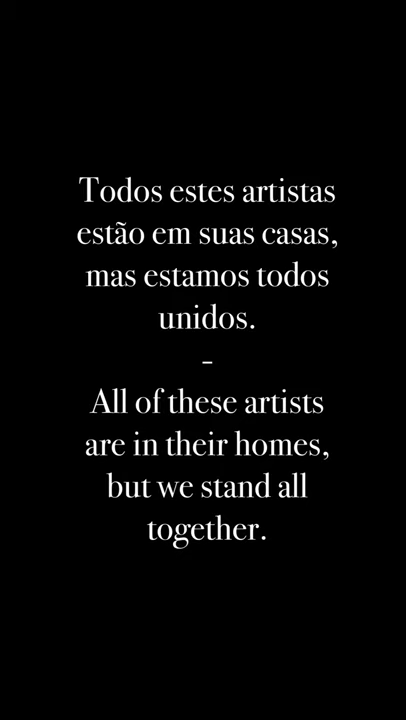 Todos estes artistas
estão em suas casas,
mas estamos todos
unidos.
-
All of these artists
are in their homes,
but we stand all
together.